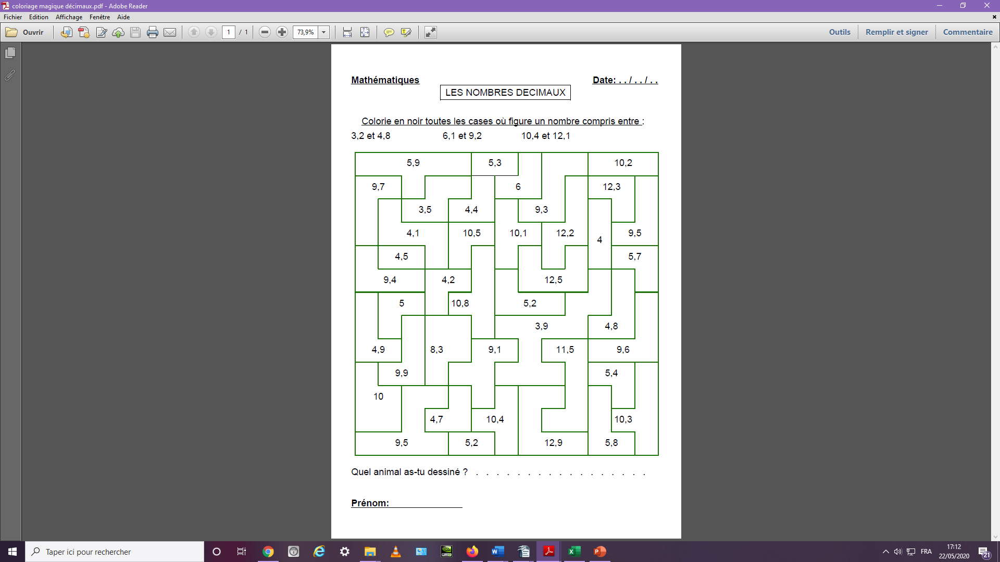 coloriage magique décimaux.pdf - Adobe Reader
Fichier Edition Affichage Fenêtre Aide
Ouvrir 1 / 1 73,9% Outils Remplir et signer Commentaire
Mathématiques Date: . . / . . / . .
LES NOMBRES DECIMAUX
Colorie en noir toutes les cases où figure un nombre compris entre :
3,2 et 4,8 6,1 et 9,2 10,4 et 12,1
5,9 5,3 10,2
9,7 6 12,3
3,5 4,4 9,3
4,1 10,5 10,1 12,2 9,5
4
4,5 5,7
9,4 4,2 12,5
5 10,8 5,2
3,9 4,8
4,9 8,3 9,1 11,5 9,6
9,9 5,4
10
4,7 10,4 10,3
9,5 5,2 12,9 5,8
Quel animal as-tu dessiné ? . . . . . . . . . . . . . . . . .
Prénom:
Taper ici pour rechercher
FRA
17:12
22/05/2020
21